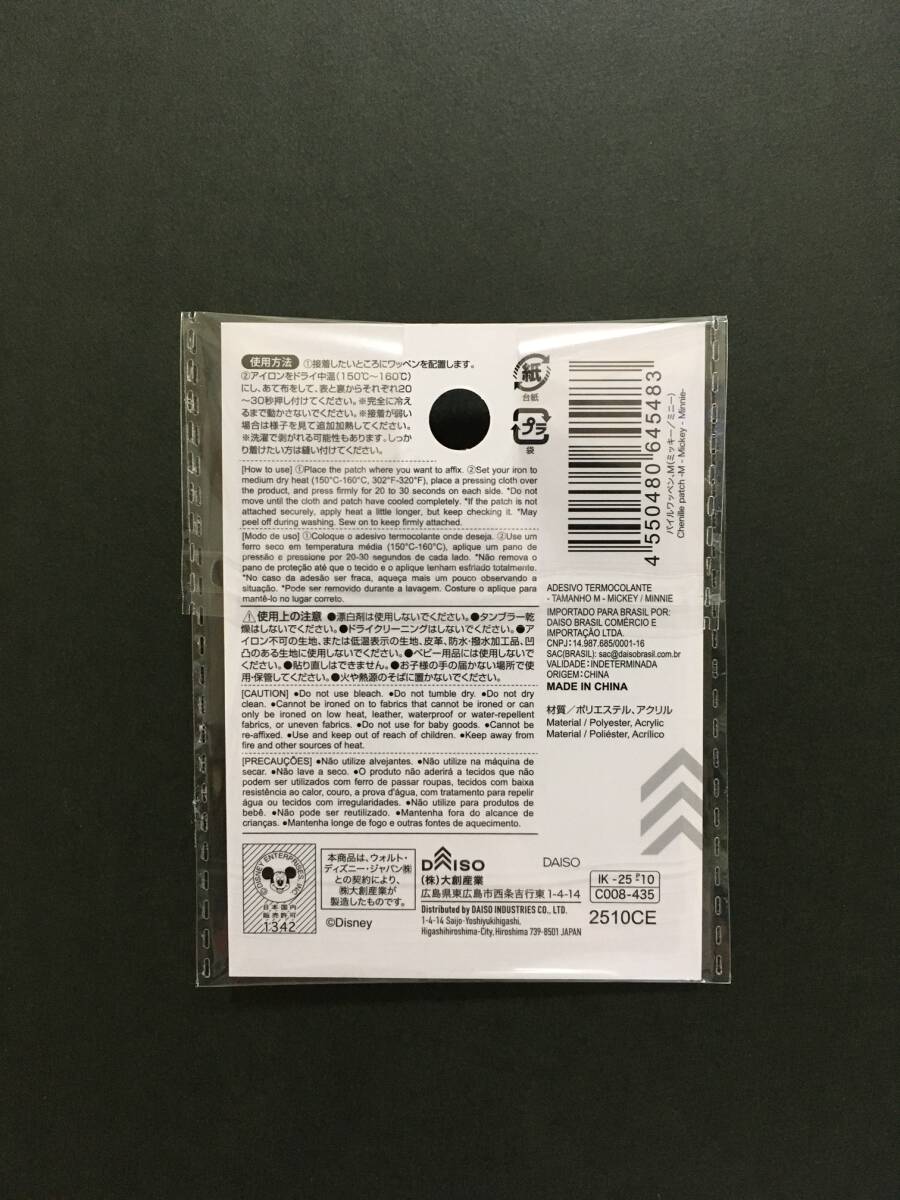 使用方法 ①接着したいところにワッペンを配置します。
②アイロンをドライ中温(150℃〜160℃)
にし、あて布をして、表と裏からそれぞれ20
〜30秒押し付けてください。※完全に冷え
るまで動かさないでください。※接着が弱い
場合は様子を見て追加加熱してください。
※洗濯で剥がれる可能性もあります。しっか
り着けたい方は縫い付けてください。
紙
台紙
プラ
袋
[How to use] ①Place the patch where you want to affix. ②Set your iron to
medium dry heat (150°C-160°C, 302°F-320°F), place a pressing cloth over
the product, and press firmly for 20 to 30 seconds on each side. *Do not
move until the cloth and patch have cooled completely. *If the patch is not
attached securely, apply heat a little longer, but keep checking it. *May
peel off during washing. Sew on to keep firmly attached.
[Modo de uso] ①Coloque o adesivo termocolante onde deseja. ②Use um
ferro seco em temperatura média (150°C-160°C), aplique um pano de
pressão e pressione por 20-30 segundos de cada lado. *Não remova o
pano de proteção até que o tecido e o aplique tenham esfriado totalmente.
*No caso da adesão ser fraca, aqueça mais um pouco observando a
situação. *Pode ser removido durante a lavagem. Costure o aplique para
mantê-lo no lugar correto.
⚠使用上の注意 ●漂白剤は使用しないでください。●タンブラー乾
燥はしないでください。●ドライクリーニングはしないでください。●ア
イロン不可の生地、または低温表示の生地、皮革、防水・撥水加工品、凹
凸のある生地に使用しないでください。●ベビー用品には使用しないで
ください。●貼り直しはできません。●お子様の手の届かない場所で使
用・保管してください。●火や熱源のそばに置かないでください。
[CAUTION] ●Do not use bleach. ●Do not tumble dry. ●Do not dry
clean. ●Cannot be ironed on to fabrics that cannot be ironed or can
only be ironed on low heat, leather, waterproof or water-repellent
fabrics, or uneven fabrics. ●Do not use for baby goods. ●Cannot be
re-affixed. ●Use and keep out of reach of children. ●Keep away from
fire and other sources of heat.
[PRECAUÇÕES] ●Não utilize alvejantes. ●Não utilize na máquina de
secar. ●Não lave a seco. ●O produto não aderirá a tecidos que não
podem ser utilizados com ferro de passar roupas, tecidos com baixa
resistência ao calor, couro, a prova d'água, com tratamento para repelir
água ou tecidos com irregularidades. ●Não utilize para produtos de
bebê. ●Não pode ser reutilizado. ●Mantenha fora do alcance de
crianças. ●Mantenha longe de fogo e outras fontes de aquecimento.
4 550480 645483
パイルワッペン、M(ミッキー/ミニー)
Chenille patch -M - Mickey - Minnie-
ADESIVO TERMOCOLANTE
- TAMANHO M - MICKEY / MINNIE
IMPORTADO PARA BRASIL POR:
DAISO BRASIL COMÉRCIO E
IMPORTAÇÃO LTDA.
CNPJ:14.987.685/0001-16
SAC(BRASIL): sac@daisobrasil.com.br
VALIDADE:INDETERMINADA
ORIGEM:CHINA
MADE IN CHINA
材質/ポリエステル、アクリル
Material / Polyester, Acrylic
Material / Poliéster, Acrílico
©DISNEY ENTERPRISES, INC.
日本国内
販売許可
1342
本商品は、ウォルト・
ディズニー・ジャパン㈱
との契約により、
㈱大創産業が
製造したものです。
©Disney
DAISO
(株)大創産業
広島県東広島市西条吉行東1-4-14
Distributed by DAISO INDUSTRIES CO., LTD.
1-4-14 Saijo-Yoshiyukihigashi,
Higashihiroshima-City, Hiroshima 739-8501 JAPAN
DAISO
IK - 25 P10
C008-435
2510CE